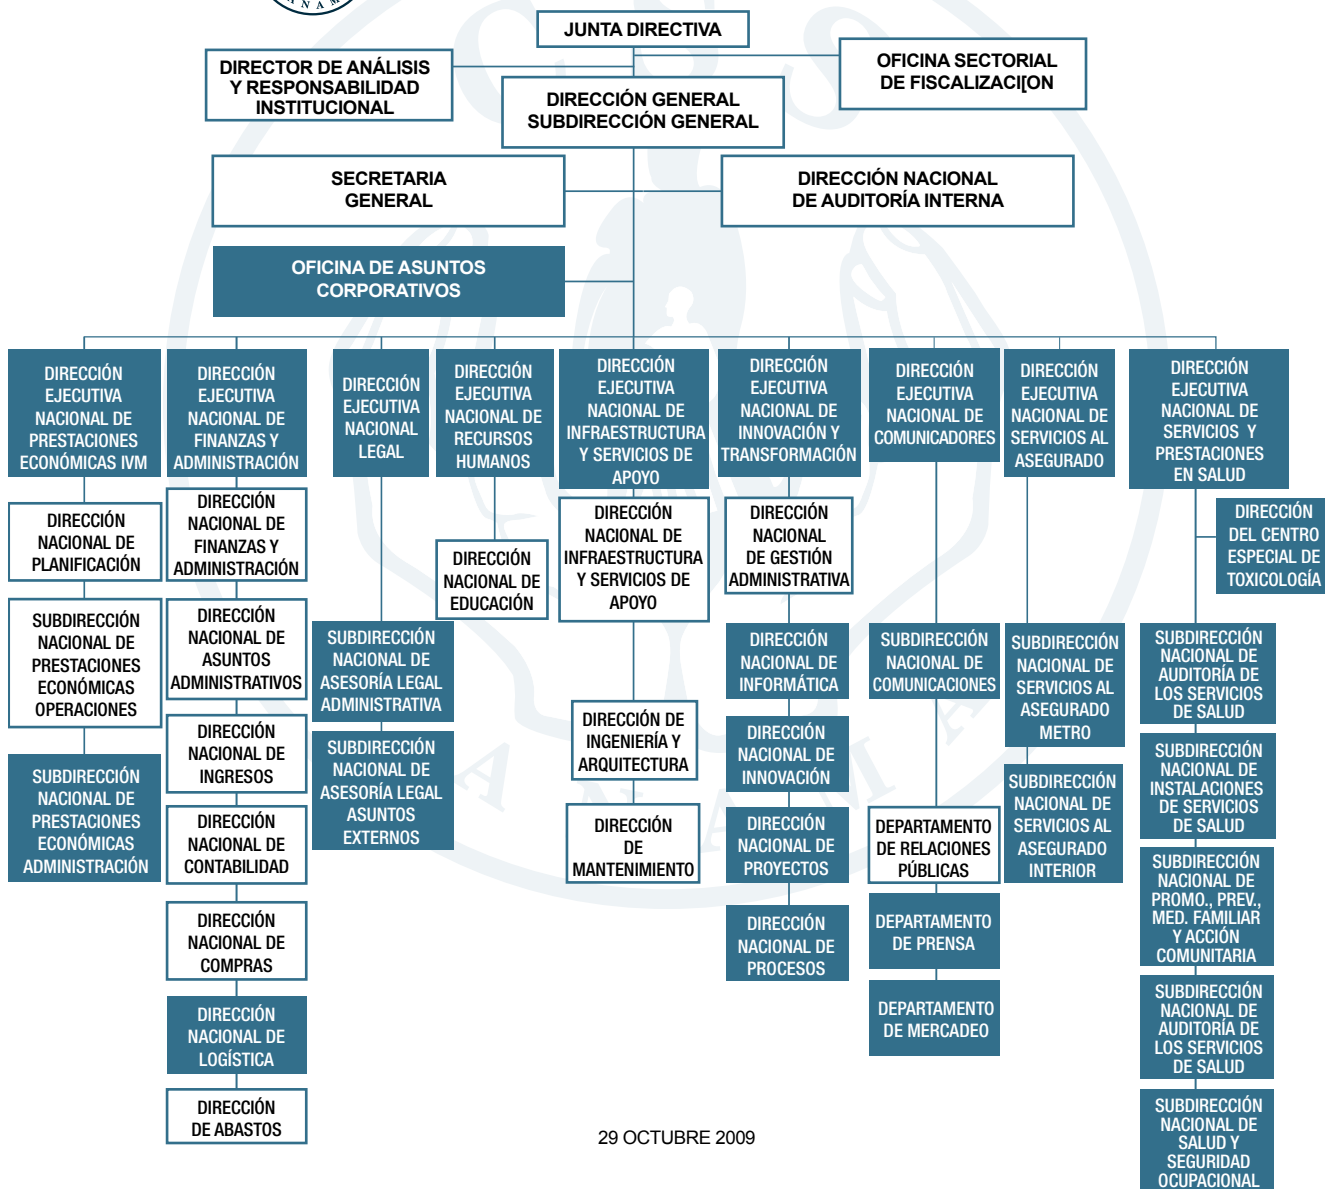 JUNTA DIRECTIVA
DIRECTOR DE ANÁLISIS
Y RESPONSABILIDAD
INSTITUCIONAL
OFICINA SECTORIAL
DE FISCALIZACI[ON
DIRECCIÓN GENERAL
SUBDIRECCIÓN GENERAL
SECRETARIA
GENERAL
DIRECCIÓN NACIONAL
DE AUDITORÍA INTERNA
OFICINA DE ASUNTOS
CORPORATIVOS
DIRECCIÓN
EJECUTIVA
NACIONAL DE
PRESTACIONES
ECONÓMICAS IVM
DIRECCIÓN
NACIONAL DE
PLANIFICACIÓN
SUBDIRECCIÓN
NACIONAL DE
PRESTACIONES
ECONÓMICAS
OPERACIONES
SUBDIRECCIÓN
NACIONAL DE
PRESTACIONES
ECONÓMICAS
ADMINISTRACIÓN
DIRECCIÓN
EJECUTIVA
NACIONAL DE
FINANZAS Y
ADMINISTRACIÓN
DIRECCIÓN
NACIONAL DE
FINANZAS Y
ADMINISTRACIÓN
DIRECCIÓN
NACIONAL DE
ASUNTOS
ADMINISTRATIVOS
DIRECCIÓN
NACIONAL DE
INGRESOS
DIRECCIÓN
NACIONAL DE
CONTABILIDAD
DIRECCIÓN
NACIONAL DE
COMPRAS
DIRECCIÓN
NACIONAL DE
LOGÍSTICA
DIRECCIÓN
DE ABASTOS
DIRECCIÓN
EJECUTIVA
NACIONAL
LEGAL
SUBDIRECCIÓN
NACIONAL DE
ASESORÍA LEGAL
ADMINISTRATIVA
SUBDIRECCIÓN
NACIONAL DE
ASESORÍA LEGAL
ASUNTOS
EXTERNOS
DIRECCIÓN
EJECUTIVA
NACIONAL DE
RECURSOS
HUMANOS
DIRECCIÓN
NACIONAL DE
EDUCACIÓN
DIRECCIÓN
EJECUTIVA
NACIONAL DE
INFRAESTRUCTURA
Y SERVICIOS DE
APOYO
DIRECCIÓN
NACIONAL DE
INFRAESTRUCTURA
Y SERVICIOS DE
APOYO
DIRECCIÓN DE
INGENIERÍA Y
ARQUITECTURA
DIRECCIÓN
DE
MANTENIMIENTO
DIRECCIÓN
EJECUTIVA
NACIONAL DE
INNOVACIÓN Y
TRANSFORMACIÓN
DIRECCIÓN
NACIONAL
DE GESTIÓN
ADMINISTRATIVA
DIRECCIÓN
NACIONAL DE
INFORMÁTICA
DIRECCIÓN
NACIONAL DE
INNOVACIÓN
DIRECCIÓN
NACIONAL DE
PROYECTOS
DIRECCIÓN
NACIONAL DE
PROCESOS
DIRECCIÓN
EJECUTIVA
NACIONAL DE
COMUNICADORES
SUBDIRECCIÓN
NACIONAL DE
COMUNICACIONES
DEPARTAMENTO
DE RELACIONES
PÚBLICAS
DEPARTAMENTO
DE PRENSA
DEPARTAMENTO
DE MERCADEO
DIRECCIÓN
EJECUTIVA
NACIONAL DE
SERVICIOS AL
ASEGURADO
SUBDIRECCIÓN
NACIONAL DE
SERVICIOS AL
ASEGURADO
METRO
SUBDIRECCIÓN
NACIONAL DE
SERVICIOS AL
ASEGURADO
INTERIOR
DIRECCIÓN
EJECUTIVA
NACIONAL DE
SERVICIOS Y
PRESTACIONES
EN SALUD
DIRECCIÓN
DEL CENTRO
ESPECIAL DE
TOXICOLOGÍA
SUBDIRECCIÓN
NACIONAL DE
AUDITORÍA DE
LOS SERVICIOS
DE SALUD
SUBDIRECCIÓN
NACIONAL DE
INSTALACIONES
DE SERVICIOS
DE SALUD
SUBDIRECCIÓN
NACIONAL DE
PROMO., PREV.,
MED. FAMILIAR
Y ACCIÓN
COMUNITARIA
SUBDIRECCIÓN
NACIONAL DE
AUDITORÍA DE
LOS SERVICIOS
DE SALUD
SUBDIRECCIÓN
NACIONAL DE
SALUD Y
SEGURIDAD
OCUPACIONAL
29 OCTUBRE 2009